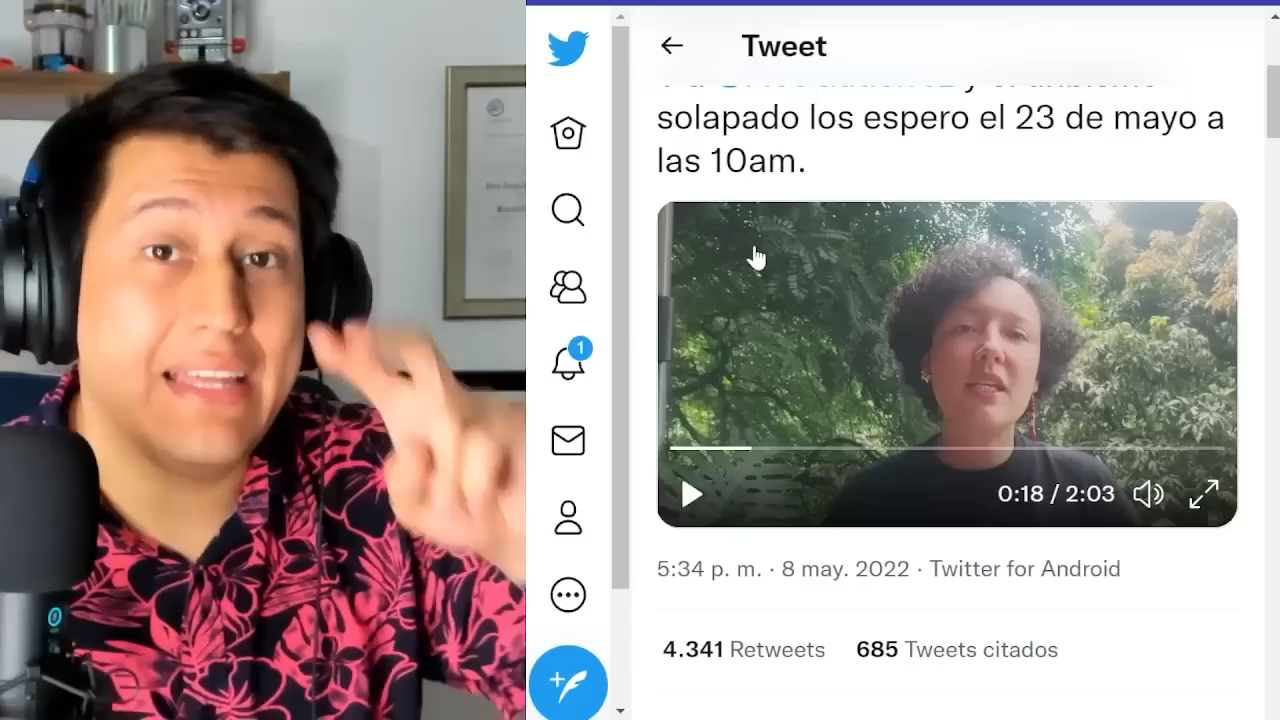 Tweet
solapado los espero el 23 de mayo a
las 10am.
1
0:18 / 2:03
5:34 p. m. · 8 may. 2022 · Twitter for Android
4.341 Retweets 685 Tweets citados